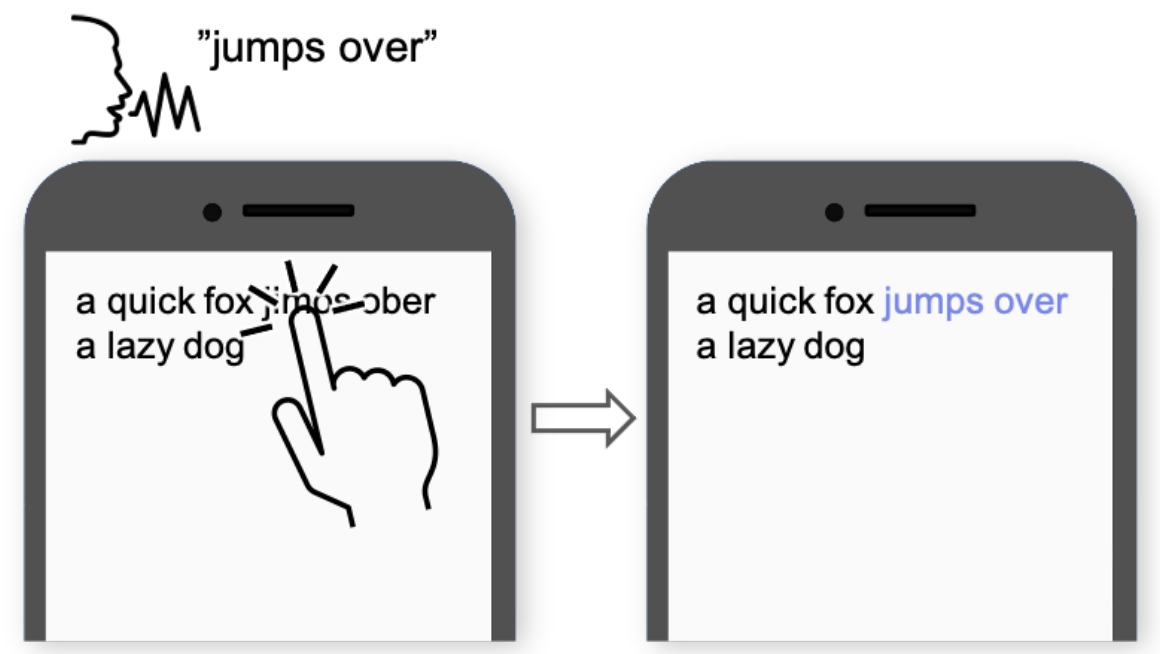 ”jumps over”
a quick fox jimps ober
a lazy dog
a quick fox jumps over
a lazy dog